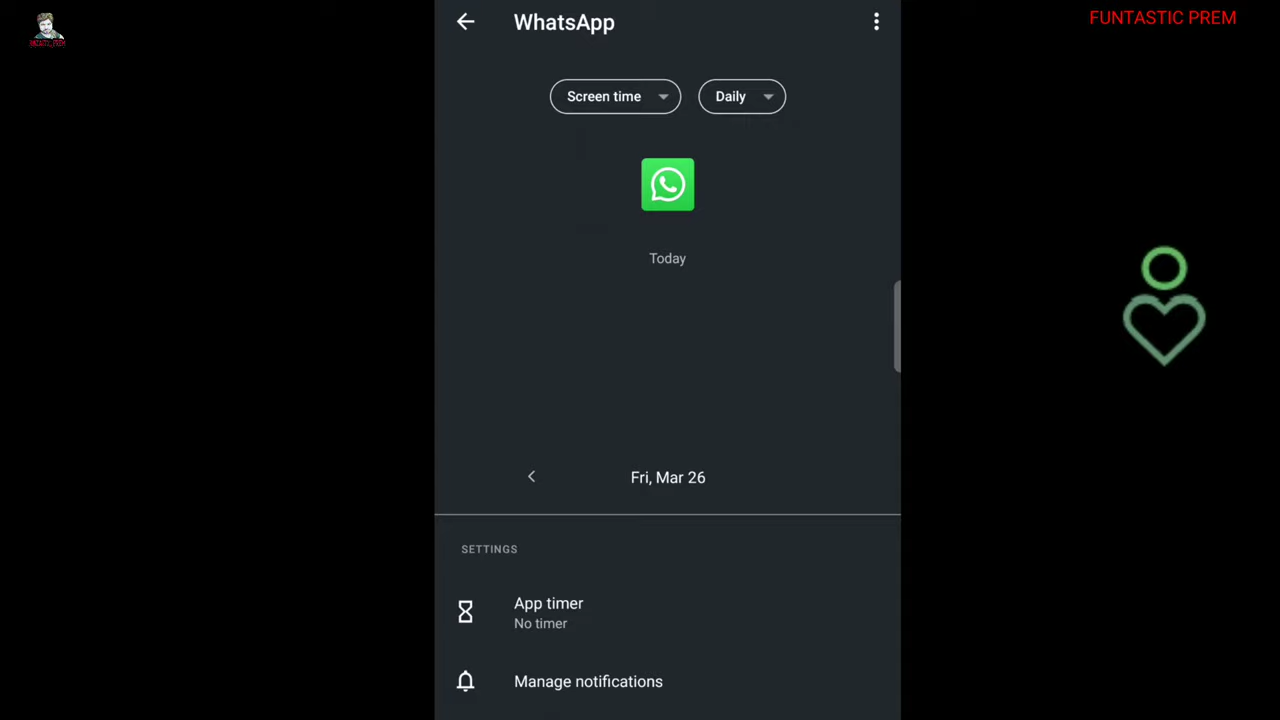 FUNTASTIC PREM
WhatsApp
Screen time
Daily
Today
Fri, Mar 26
SETTINGS
App timer
No timer
Manage notifications